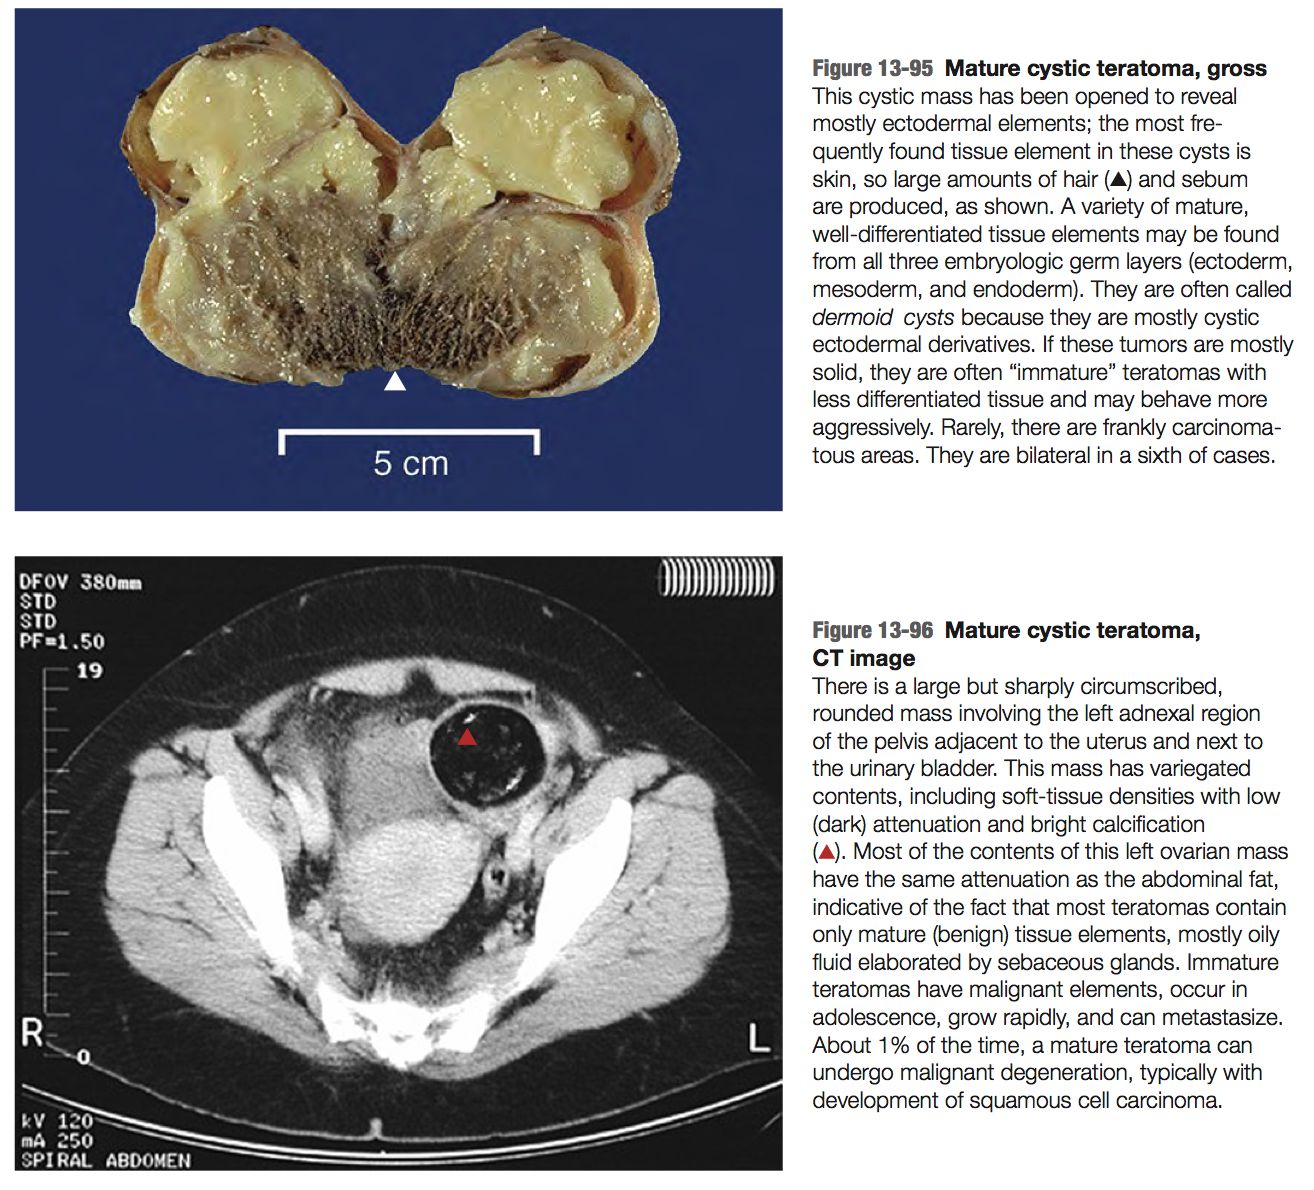 5 cm
Figure 13-95 Mature cystic teratoma, gross
This cystic mass has been opened to reveal
mostly ectodermal elements; the most fre-
quently found tissue element in these cysts is
skin, so large amounts of hair (▲) and sebum
are produced, as shown. A variety of mature,
well-differentiated tissue elements may be found
from all three embryologic germ layers (ectoderm,
mesoderm, and endoderm). They are often called
dermoid cysts because they are mostly cystic
ectodermal derivatives. If these tumors are mostly
solid, they are often “immature” teratomas with
less differentiated tissue and may behave more
aggressively. Rarely, there are frankly carcinoma-
tous areas. They are bilateral in a sixth of cases.
DFOV 380mm
STD
STD
PF=1.50
19
R
0
L
kV 120
mA 250
SPIRAL ABDOMEN
Figure 13-96 Mature cystic teratoma,
CT image
There is a large but sharply circumscribed,
rounded mass involving the left adnexal region
of the pelvis adjacent to the uterus and next to
the urinary bladder. This mass has variegated
contents, including soft-tissue densities with low
(dark) attenuation and bright calcification
(▲). Most of the contents of this left ovarian mass
have the same attenuation as the abdominal fat,
indicative of the fact that most teratomas contain
only mature (benign) tissue elements, mostly oily
fluid elaborated by sebaceous glands. Immature
teratomas have malignant elements, occur in
adolescence, grow rapidly, and can metastasize.
About 1% of the time, a mature teratoma can
undergo malignant degeneration, typically with
development of squamous cell carcinoma.